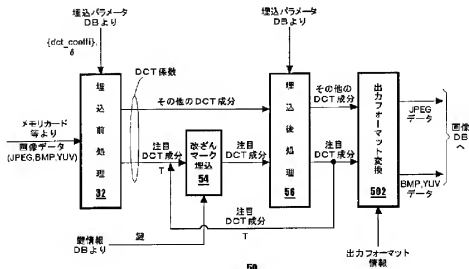 埋込パラメータ
DBより
埋込パラメータ
DBより
{dct_coeffi},
δ
DCT係数
その他のDCT成分
その他の
DCT成分
メモリカード
等より
画像データ
(JPEG,BMP,YUV)
埋込前処理
32
注目
DCT成分
T
改ざん
マーク
埋込
54
注目
DCT成分
埋込後処理
56
注目
DCT成分
出力フォーマット変換
502
JPEG
データ
画像
DB
へ
BMP,YUV
データ
注目
DCT成分
T
鍵情報
DBより
鍵
出力フォーマット
情報
50